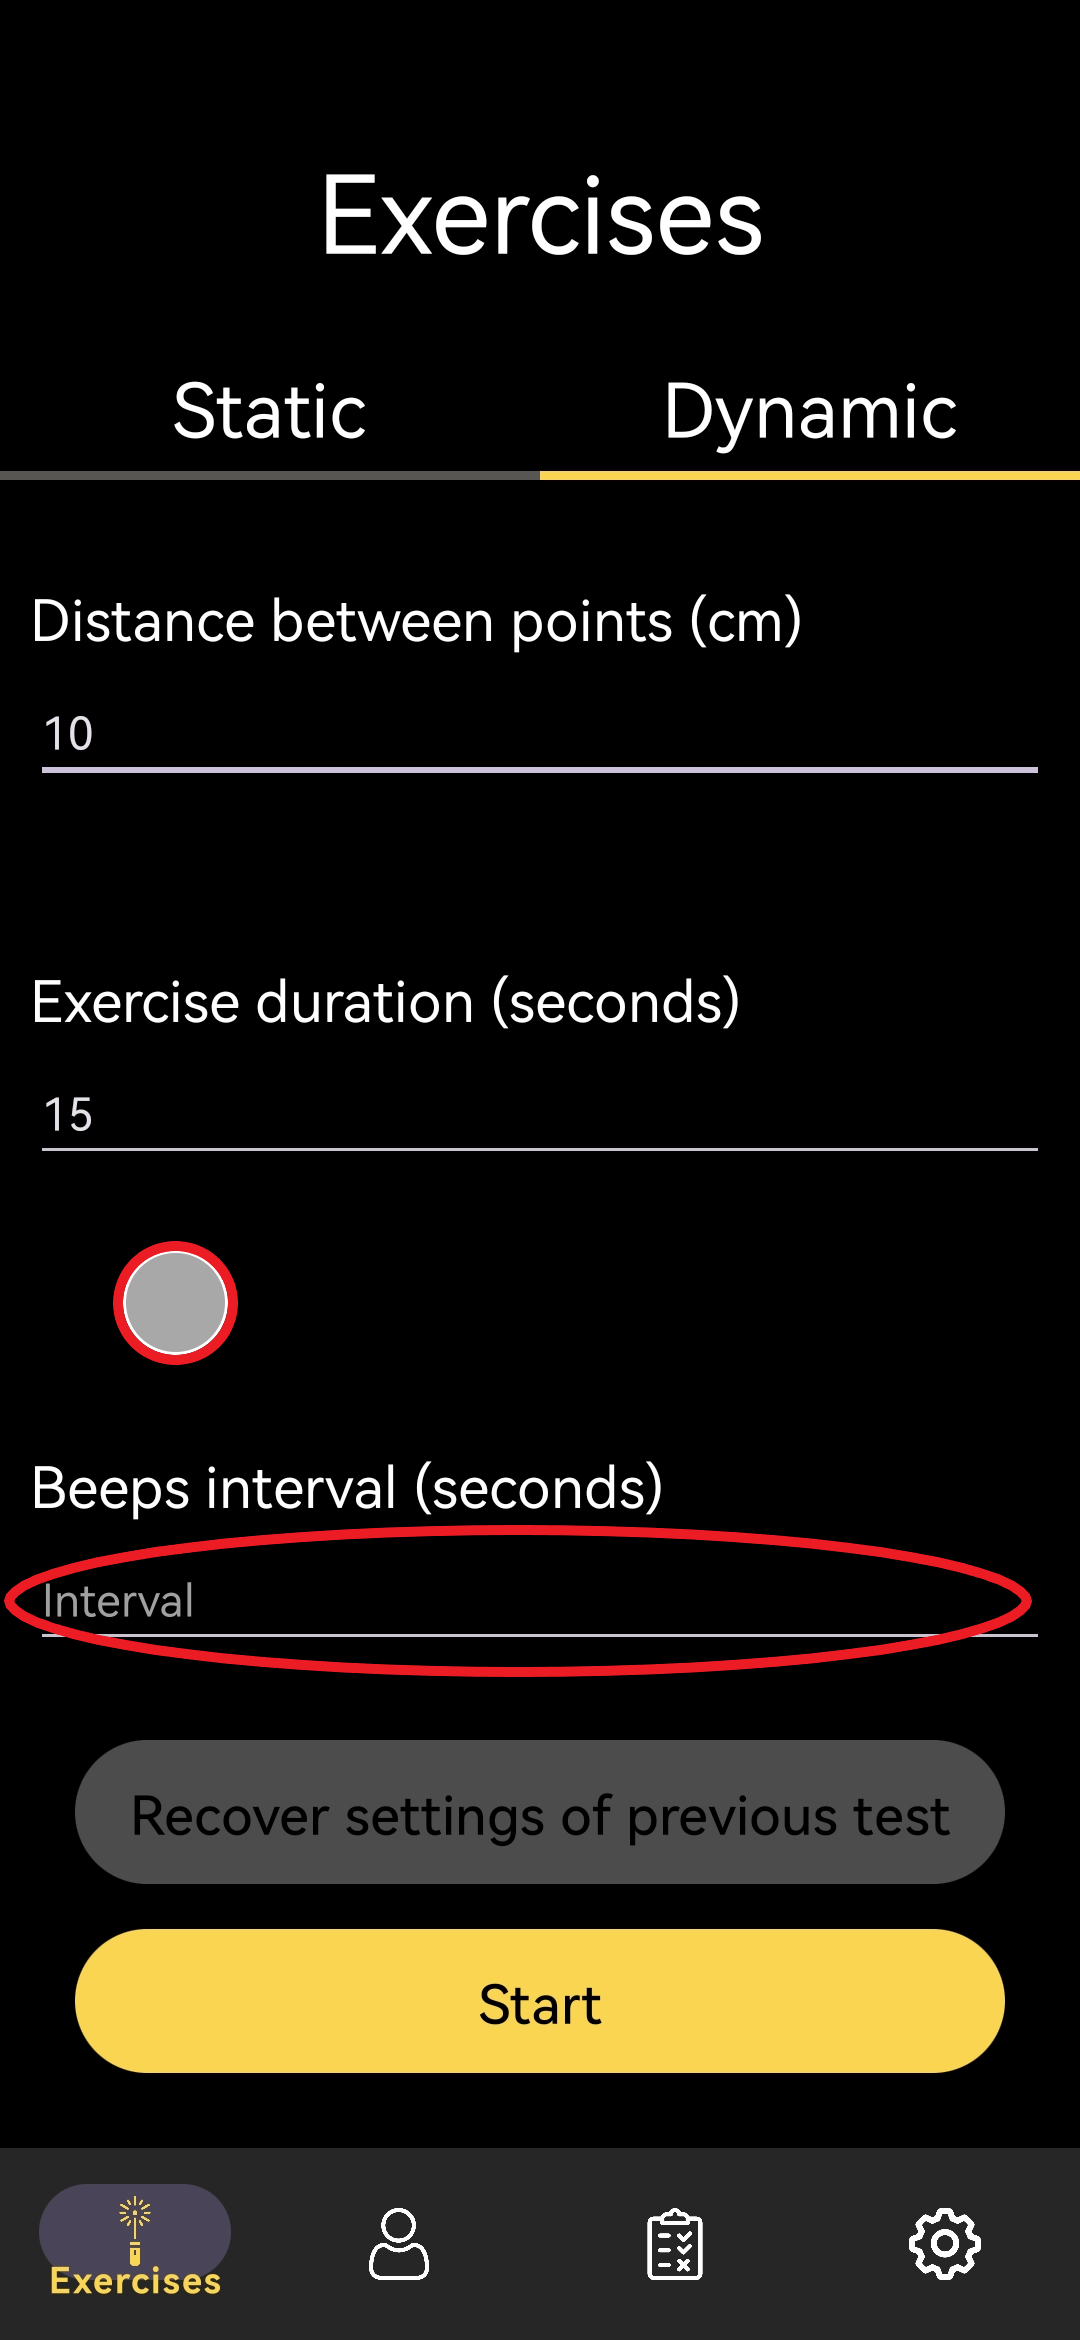 Exercises
Static
Dynamic
Distance between points (cm)
10
Exercise duration (seconds)
15
Beeps interval (seconds)
Interval
Recover settings of previous test
Start
Exercises